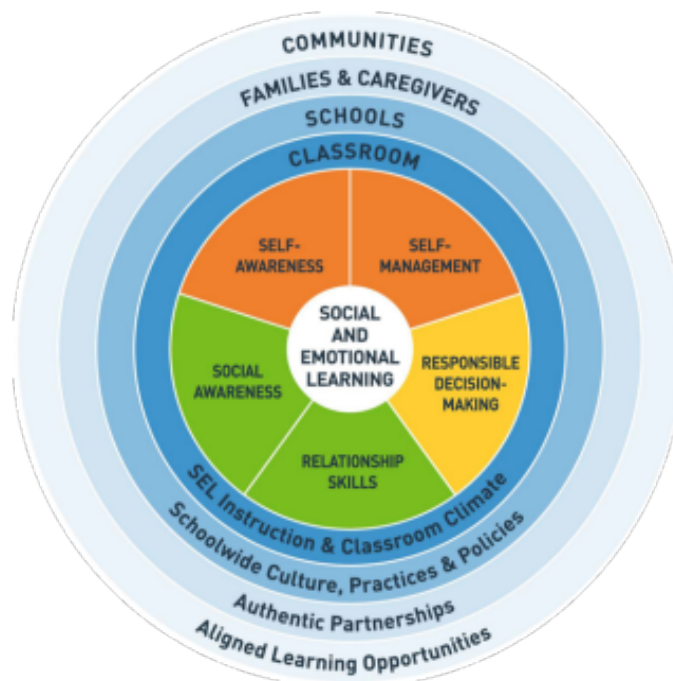 COMMUNITIES
FAMILIES & CAREGIVERS
SCHOOLS
CLASSROOM
SELF-
AWARENESS
SELF-
MANAGEMENT
SOCIAL
AND
EMOTIONAL
LEARNING
SOCIAL
AWARENESS
RESPONSIBLE
DECISION-
MAKING
RELATIONSHIP
SKILLS
SEL Instruction & Classroom Climate
Schoolwide Culture, Practices & Policies
Authentic Partnerships
Aligned Learning Opportunities